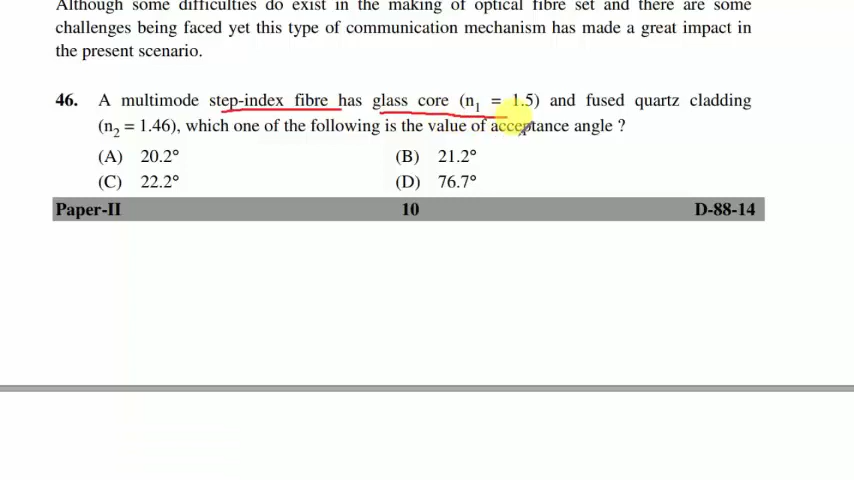 Although some difficulties do exist in the making of optical fibre set and there are some
challenges being faced yet this type of communication mechanism has made a great impact in
the present scenario.
46. A multimode step-index fibre has glass core (n1 = 1.5) and fused quartz cladding
(n2 = 1.46), which one of the following is the value of acceptance angle ?
(A) 20.2° (B) 21.2°
(C) 22.2° (D) 76.7°
Paper-II 10 D-88-14